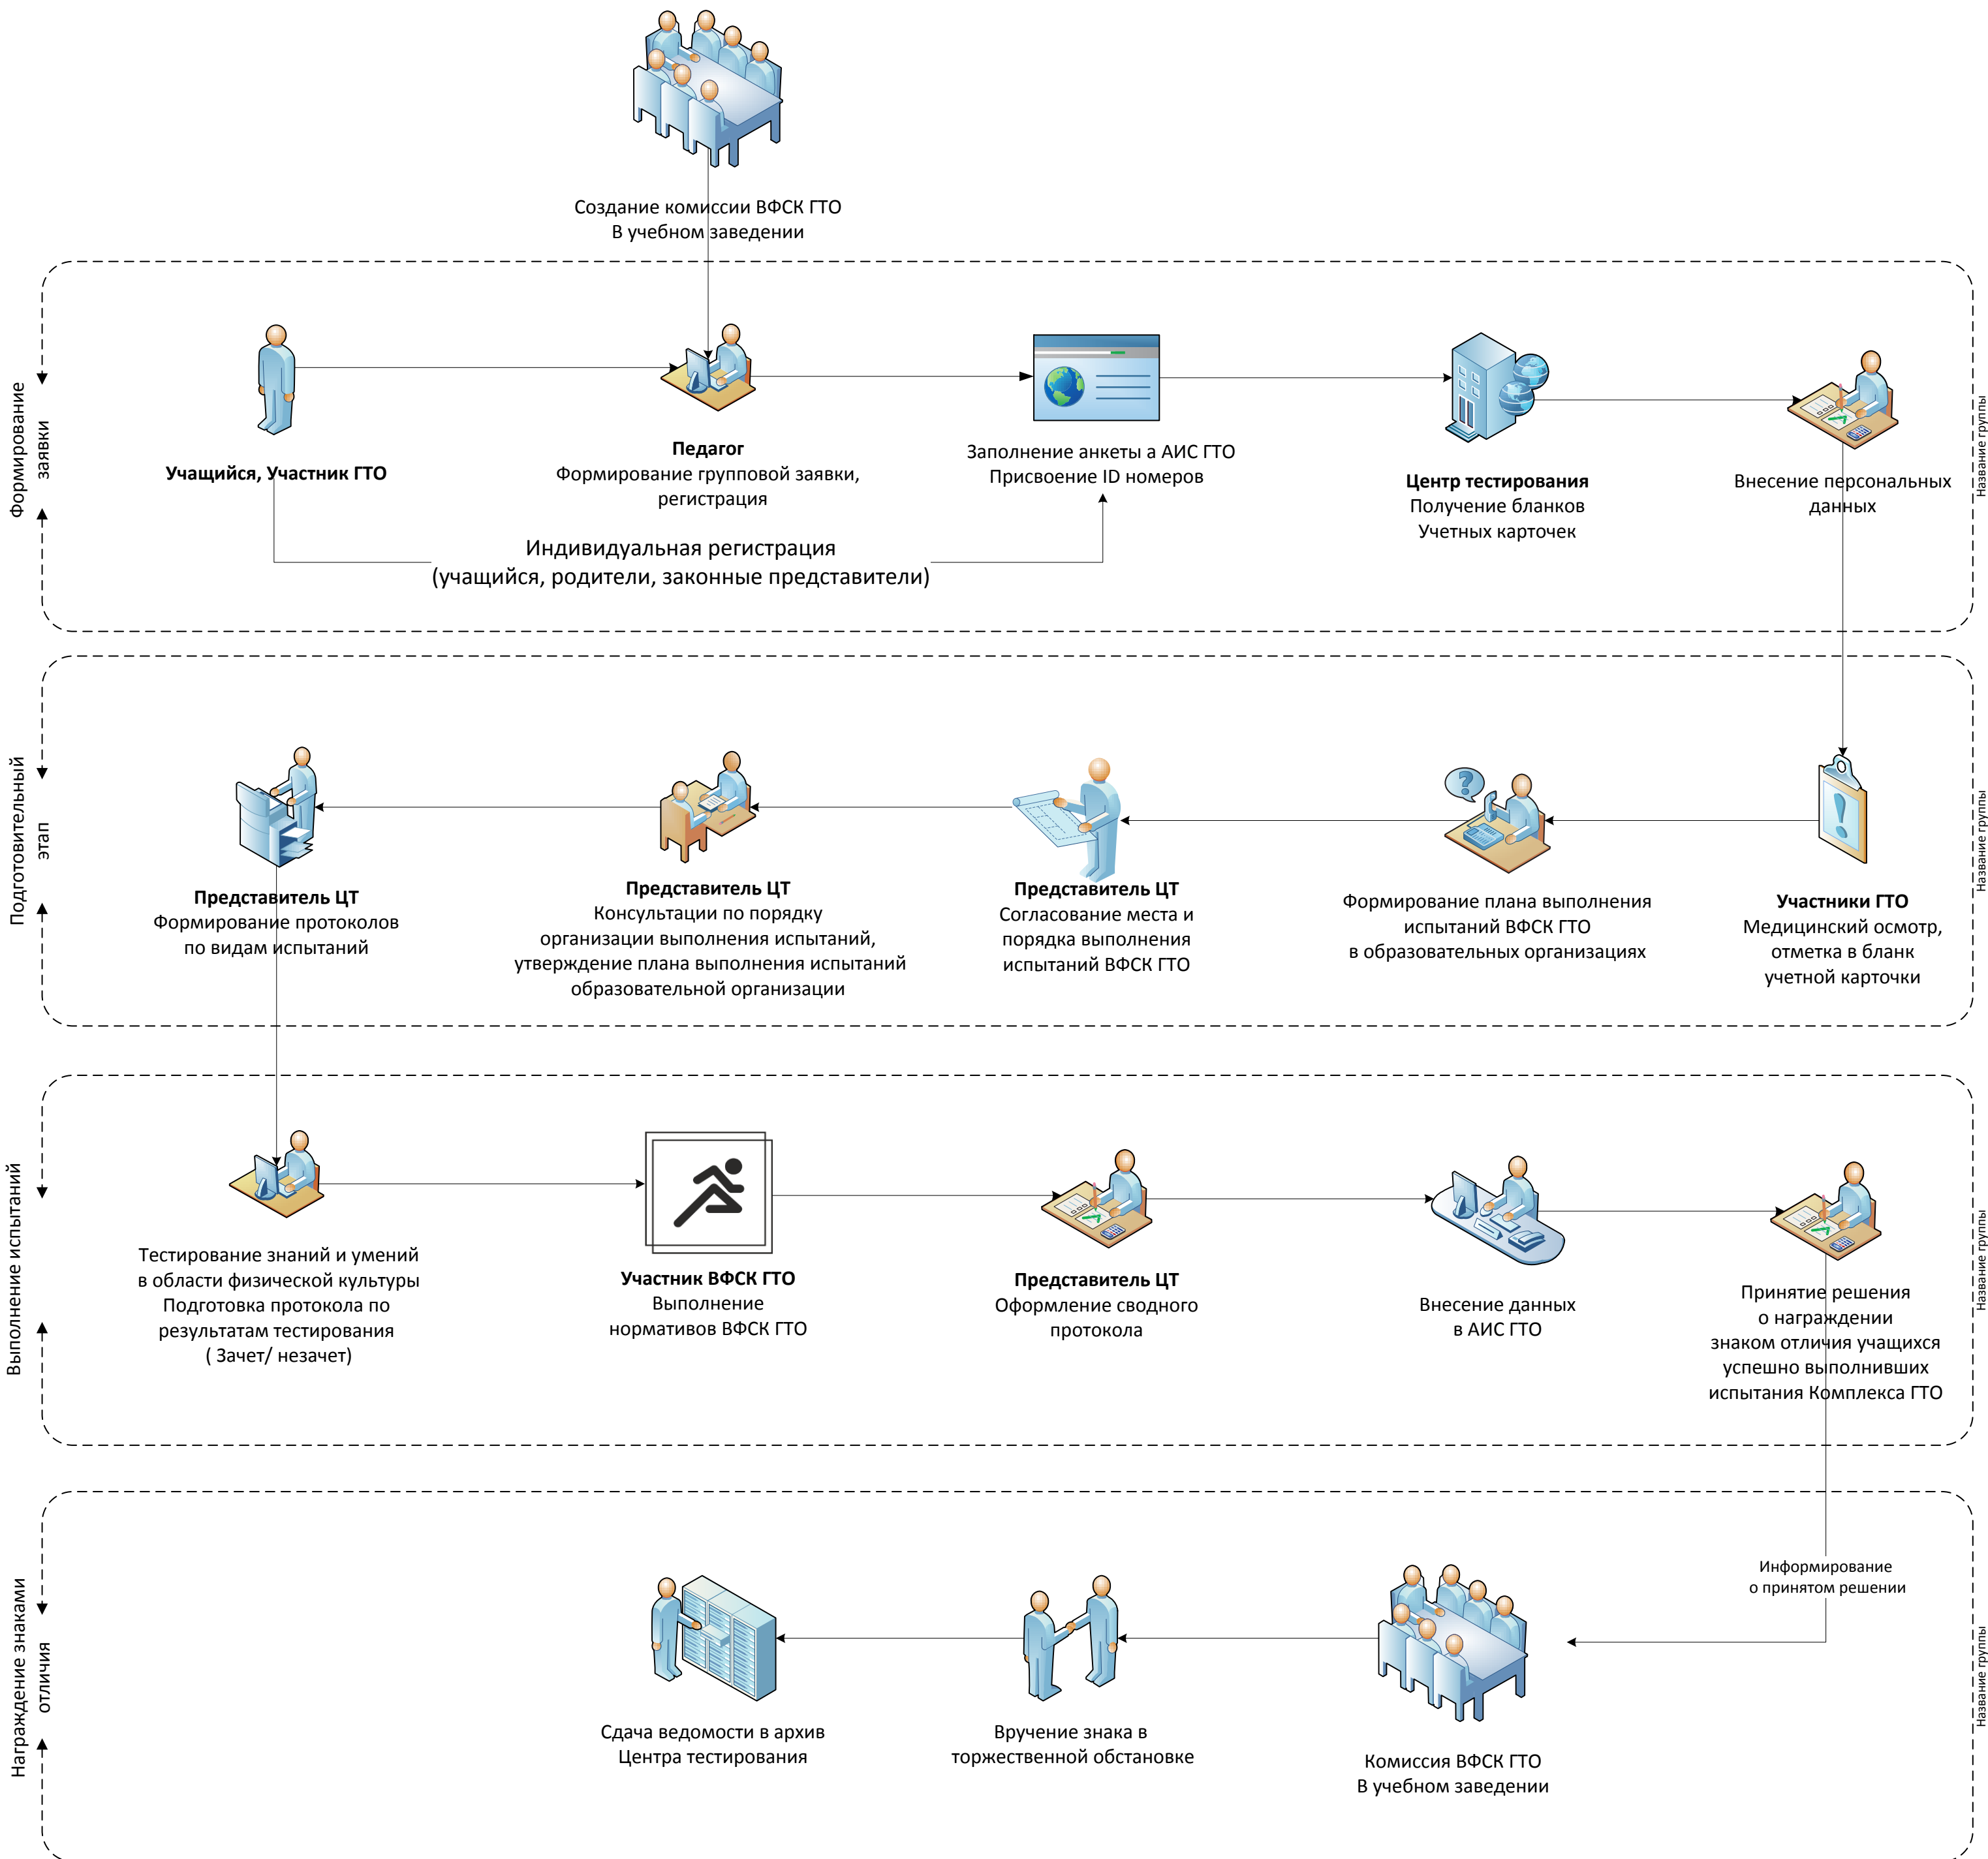 Создание комиссии ВФСК ГТО
В учебном заведении
Формирование
заявки
Учащийся, Участник ГТО
Педагог
Формирование групповой заявки,
регистрация
Заполнение анкеты а АИС ГТО
Присвоение ID номеров
Центр тестирования
Получение бланков
Учетных карточек
Внесение персональных
данных
Индивидуальная регистрация
(учащийся, родители, законные представители)
Название группы
Подготовительный
этап
Представитель ЦТ
Формирование протоколов
по видам испытаний
Представитель ЦТ
Консультации по порядку
организации выполнения испытаний,
утверждение плана выполнения испытаний
образовательной организации
Представитель ЦТ
Согласование места и
порядка выполнения
испытаний ВФСК ГТО
Формирование плана выполнения
испытаний ВФСК ГТО
в образовательных организациях
Участники ГТО
Медицинский осмотр,
отметка в бланк
учетной карточки
Название группы
Выполнение испытаний
Тестирование знаний и умений
в области физической культуры
Подготовка протокола по
результатам тестирования
( Зачет/ незачет)
Участник ВФСК ГТО
Выполнение
нормативов ВФСК ГТО
Представитель ЦТ
Оформление сводного
протокола
Внесение данных
в АИС ГТО
Принятие решения
о награждении
знаком отличия учащихся
успешно выполнивших
испытания Комплекса ГТО
Название группы
Награждение знаками
отличия
Информирование
о принятом решении
Сдача ведомости в архив
Центра тестирования
Вручение знака в
торжественной обстановке
Комиссия ВФСК ГТО
В учебном заведении
Название группы